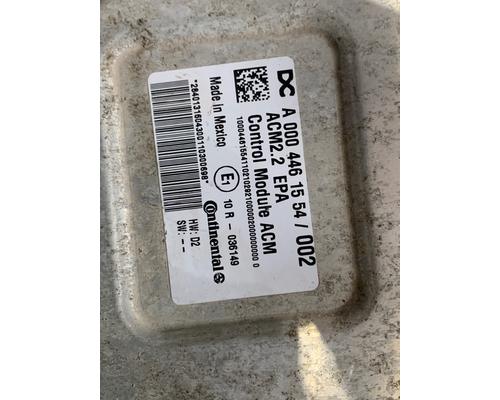 DC A 000 446 15 54 / 002
ACM2.2 EPA
Control Module ACM
Made in Mexico
E1 10 R - 036149
Continental
*2840131604300110300698*
HW: D2
SW: - -